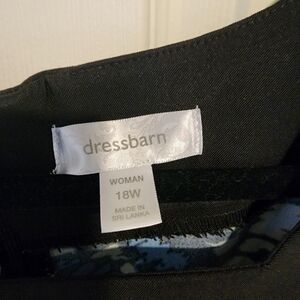 dressbarn
WOMAN
18W
MADE IN
SRI LANKA